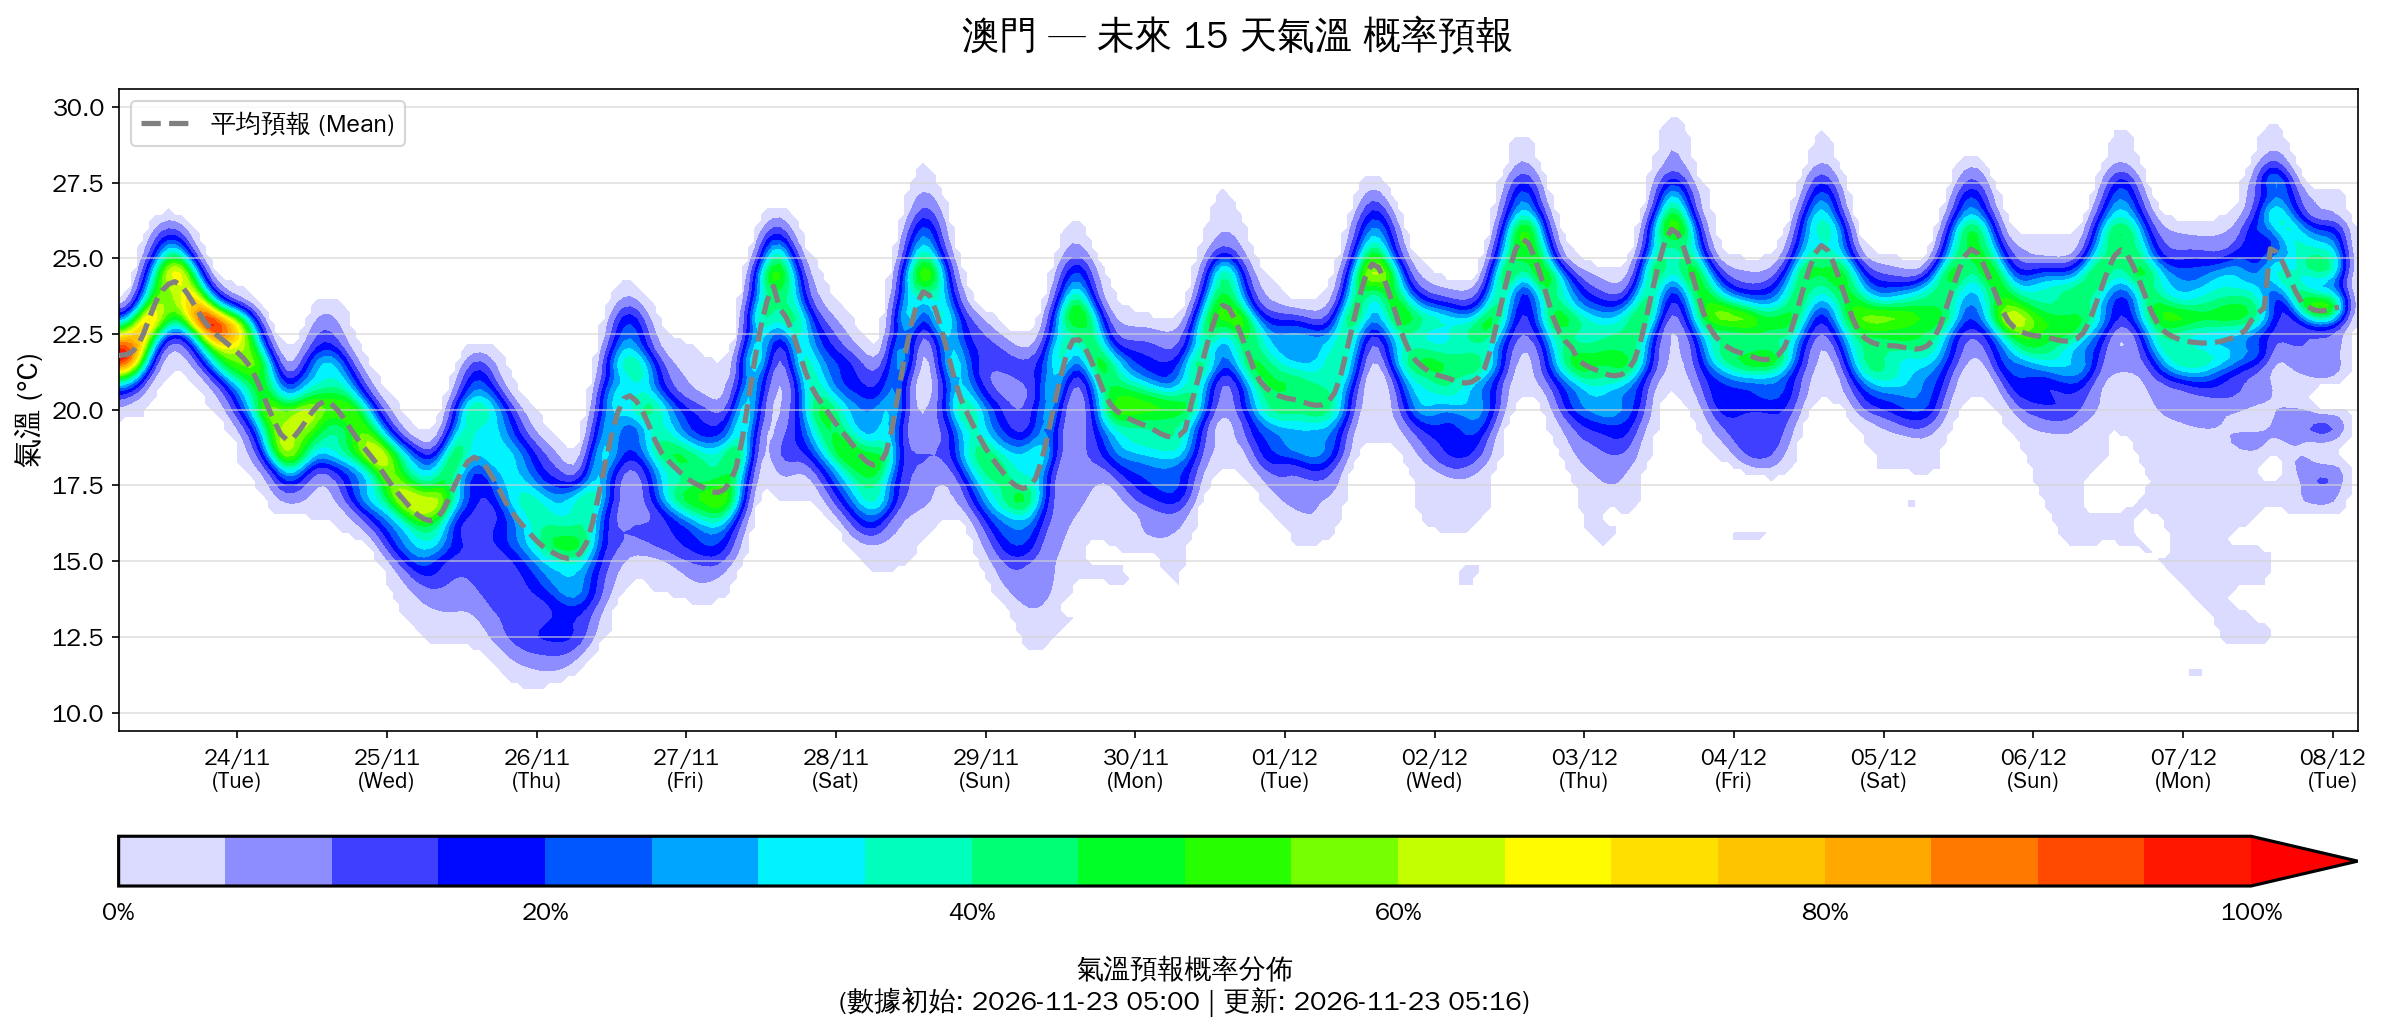 澳門 — 未來 15 天氣溫 概率預報
平均預報 (Mean)
氣溫 (°C)
30.0
27.5
25.0
22.5
20.0
17.5
15.0
12.5
10.0
24/11 25/11 26/11 27/11 28/11 29/11 30/11 01/12 02/12 03/12 04/12 05/12 06/12 07/12 08/12
(Tue) (Wed) (Thu) (Fri) (Sat) (Sun) (Mon) (Tue) (Wed) (Thu) (Fri) (Sat) (Sun) (Mon) (Tue)
0% 20% 40% 60% 80% 100%
氣溫預報概率分佈
(數據初始: 2026-11-23 05:00 | 更新: 2026-11-23 05:16)